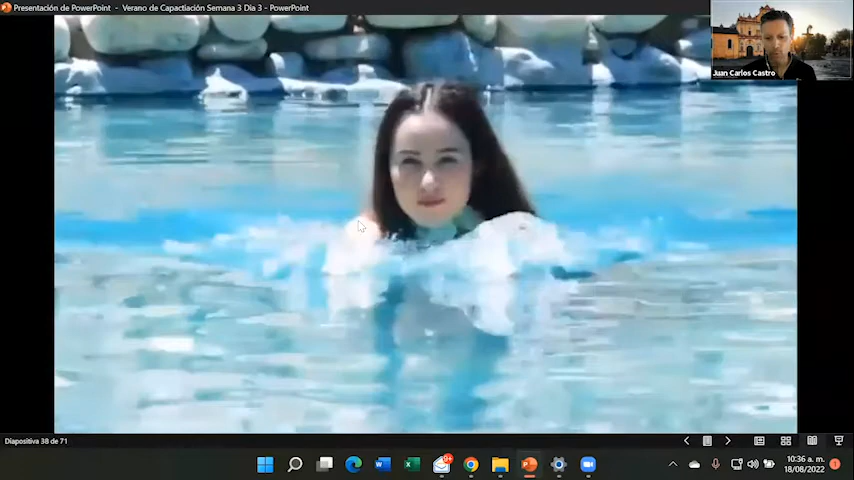 Presentación de PowerPoint - Verano de Capactiación Semana 3 Día 3 - PowerPoint
Juan Carlos Castro
Diapositiva 38 de 71
10:36 a. m.
18/08/2022